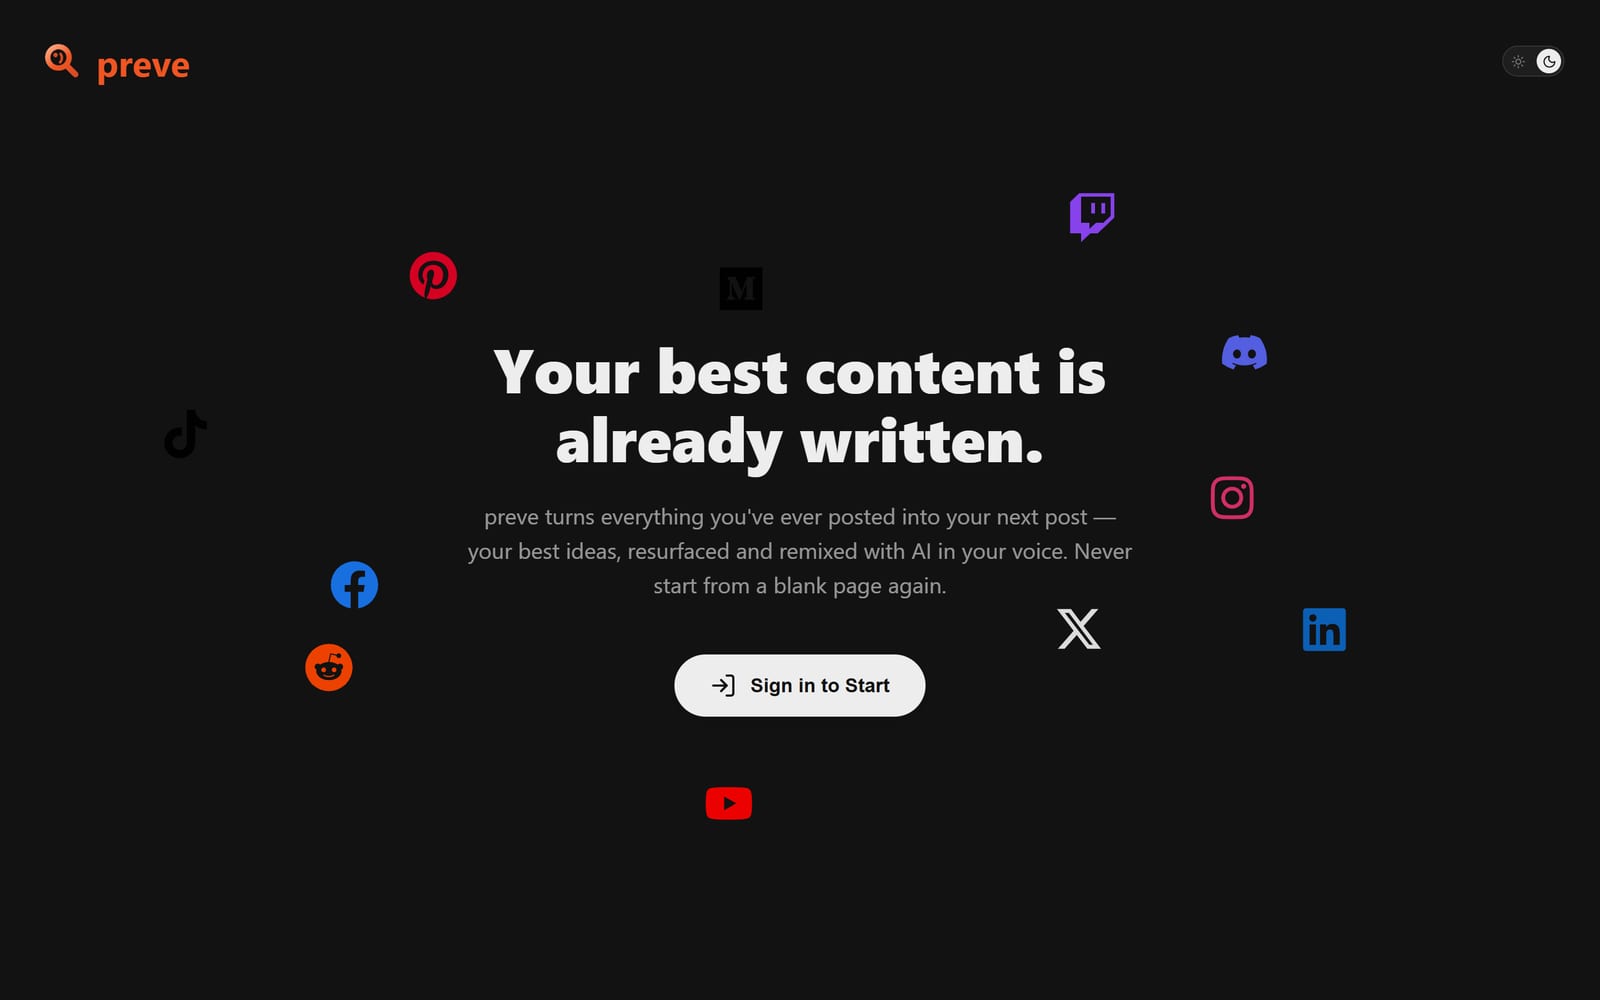 preve
M
Your best content is
already written.
preve turns everything you've ever posted into your next post —
your best ideas, resurfaced and remixed with AI in your voice. Never
start from a blank page again.
in
Sign in to Start